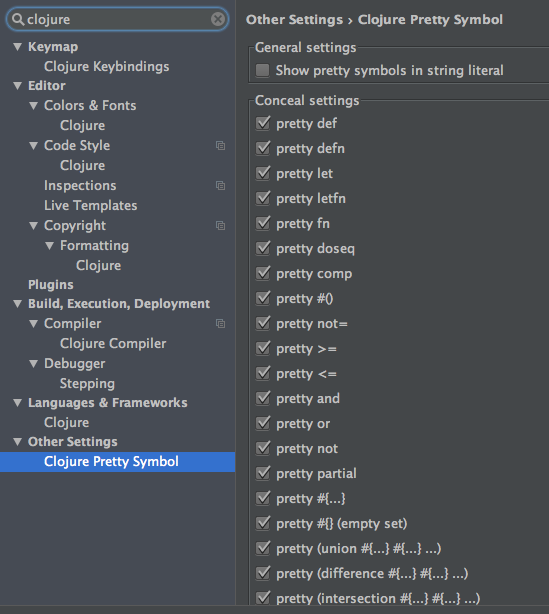 clojure
Keymap
Clojure Keybindings
Editor
Colors & Fonts
Clojure
Code Style
Clojure
Inspections
Live Templates
Copyright
Formatting
Clojure
Plugins
Build, Execution, Deployment
Compiler
Clojure Compiler
Debugger
Stepping
Languages & Frameworks
Clojure
Other Settings
Clojure Pretty Symbol
Other Settings › Clojure Pretty Symbol
General settings
Show pretty symbols in string literal
Conceal settings
pretty def
pretty defn
pretty let
pretty letfn
pretty fn
pretty doseq
pretty comp
pretty #()
pretty not=
pretty >=
pretty <=
pretty and
pretty or
pretty not
pretty partial
pretty #{...}
pretty #{} (empty set)
pretty (union #{...} #{...} ...)
pretty (difference #{...} #{...} ...)
pretty (intersection #{...} #{...} ...)